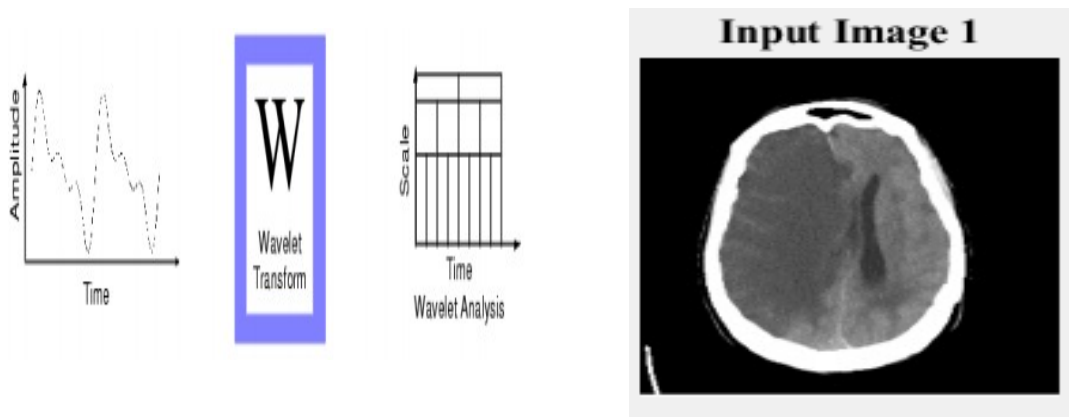 Amplitude
Time
W
Wavelet
Transform
Scale
Time
Wavelet Analysis
Input Image 1